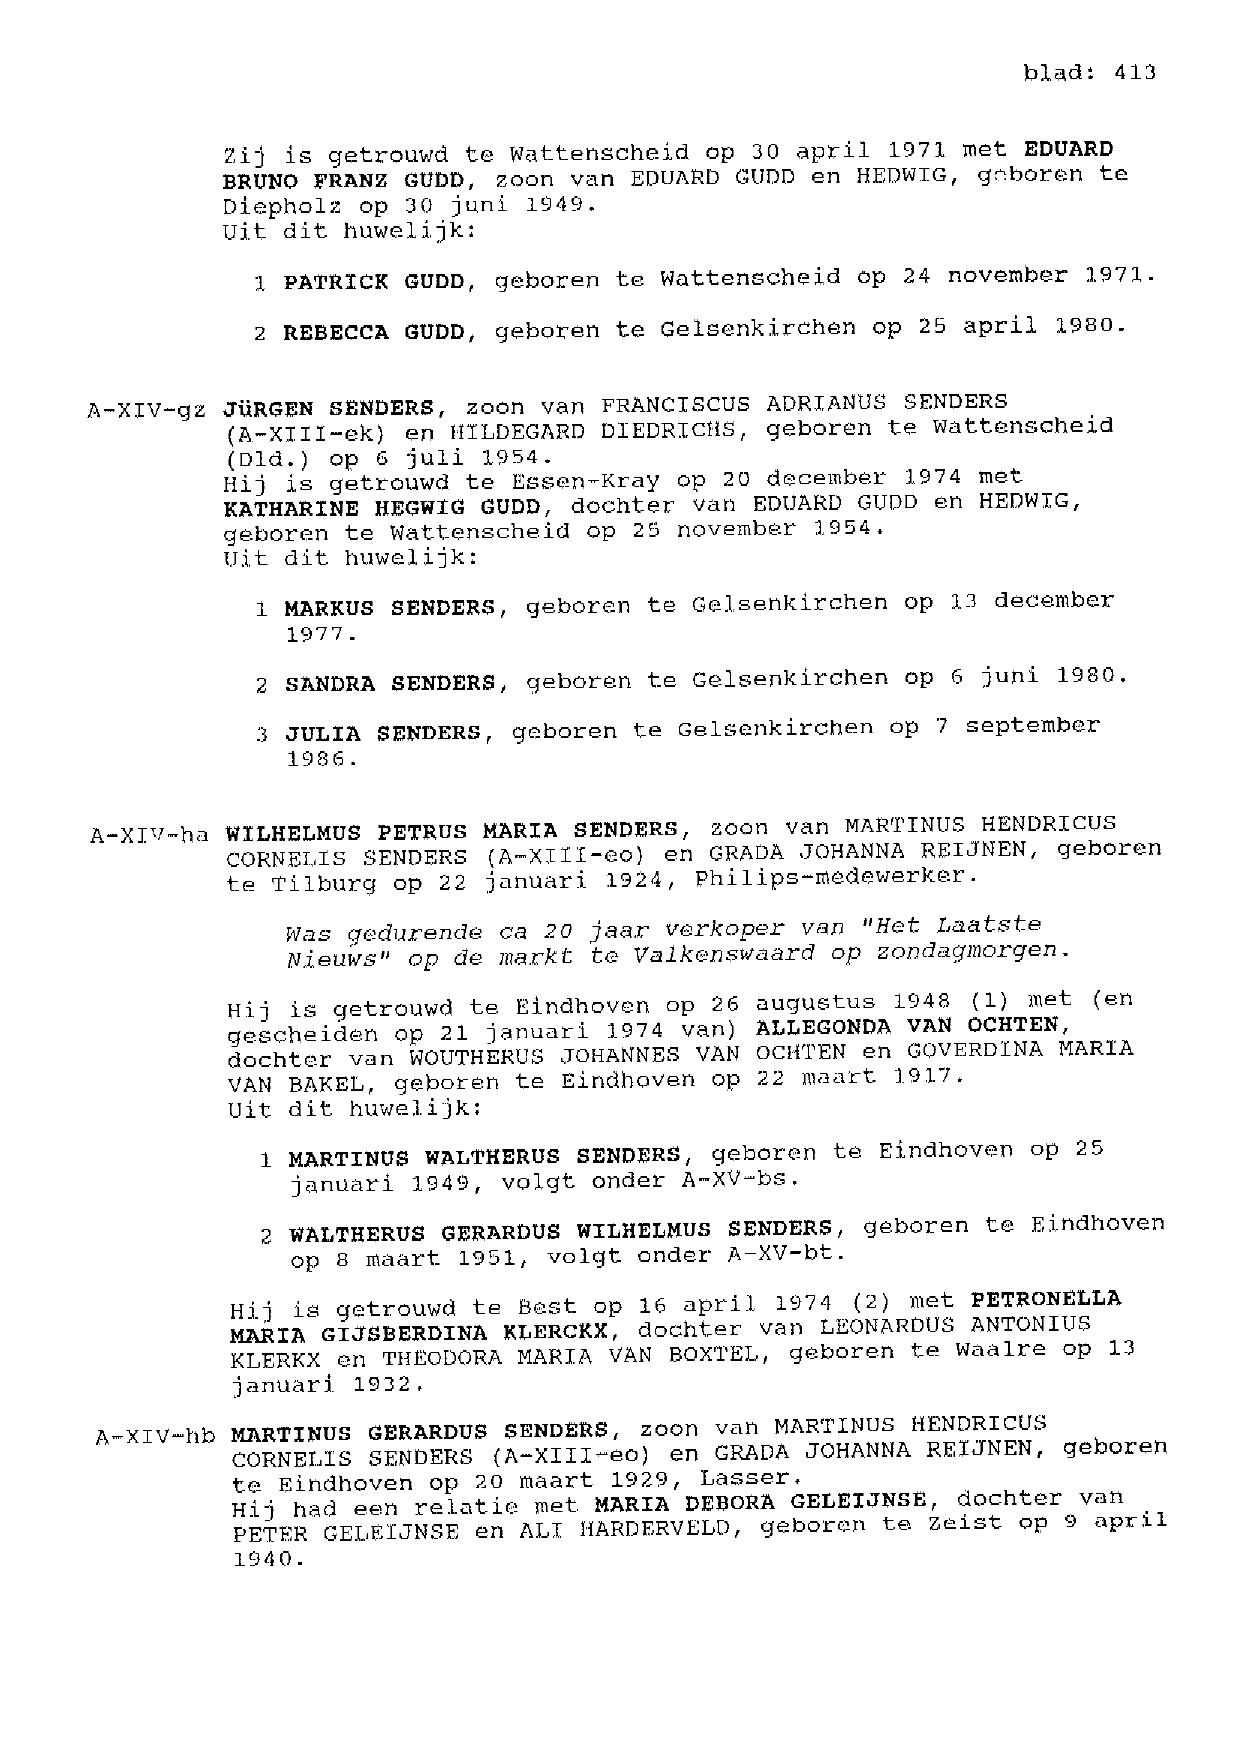 blad: 413
Zij is getrouwd te Wattenscheid op 30 april 1971 met EDUARD
BRUNO FRANZ GUDD, zoon van EDUARD GUDD en HEDWIG, geboren te
Diepholz op 30 juni 1949.
Uit dit huwelijk:
1 PATRICK GUDD, geboren te Wattenscheid op 24 november 1971.
2 REBECCA GUDD, geboren te Gelsenkirchen op 25 april 1980.
A-XIV-gz JüRGEN SENDERS, zoon van FRANCISCUS ADRIANUS SENDERS
(A-XIII-ek) en HILDEGARD DIEDRICHS, geboren te Wattenscheid
(Dld.) op 6 juli 1954.
Hij is getrouwd te Essen-Kray op 20 december 1974 met
KATHARINE HEGWIG GUDD, dochter van EDUARD GUDD en HEDWIG,
geboren te Wattenscheid op 25 november 1954.
Uit dit huwelijk:
1 MARKUS SENDERS, geboren te Gelsenkirchen op 13 december
1977.
2 SANDRA SENDERS, geboren te Gelsenkirchen op 6 juni 1980.
3 JULIA SENDERS, geboren te Gelsenkirchen op 7 september
1986.
A-XIV-ha WILHELMUS PETRUS MARIA SENDERS, zoon van MARTINUS HENDRICUS
CORNELIS SENDERS (A-XIII-eo) en GRADA JOHANNA REIJNEN, geboren
te Tilburg op 22 januari 1924, Philips-medewerker.
Was gedurende ca 20 jaar verkoper van "Het Laatste
Nieuws" op de markt te Valkenswaard op zondagmorgen.
Hij is getrouwd te Eindhoven op 26 augustus 1948 (1) met (en
gescheiden op 21 januari 1974 van) ALLEGONDA VAN OCHTEN,
dochter van WOUTHERUS JOHANNES VAN OCHTEN en GOVERDINA MARIA
VAN BAKEL, geboren te Eindhoven op 22 maart 1917.
Uit dit huwelijk:
1 MARTINUS WALTHERUS SENDERS, geboren te Eindhoven op 25
januari 1949, volgt onder A-XV-bs.
2 WALTHERUS GERARDUS WILHELMUS SENDERS, geboren te Eindhoven
op 8 maart 1951, volgt onder A-XV-bt.
Hij is getrouwd te Best op 16 april 1974 (2) met PETRONELLA
MARIA GIJSBERDINA KLERCKX, dochter van LEONARDUS ANTONIUS
KLERKX en THEODORA MARIA VAN BOXTEL, geboren te Waalre op 13
januari 1932.
A-XIV-hb MARTINUS GERARDUS SENDERS, zoon van MARTINUS HENDRICUS
CORNELIS SENDERS (A-XIII-eo) en GRADA JOHANNA REIJNEN, geboren
te Eindhoven op 20 maart 1929, Lasser.
Hij had een relatie met MARIA DEBORA GELEIJNSE, dochter van
PETER GELEIJNSE en ALI HARDERVELD, geboren te Zeist op 9 april
1940.